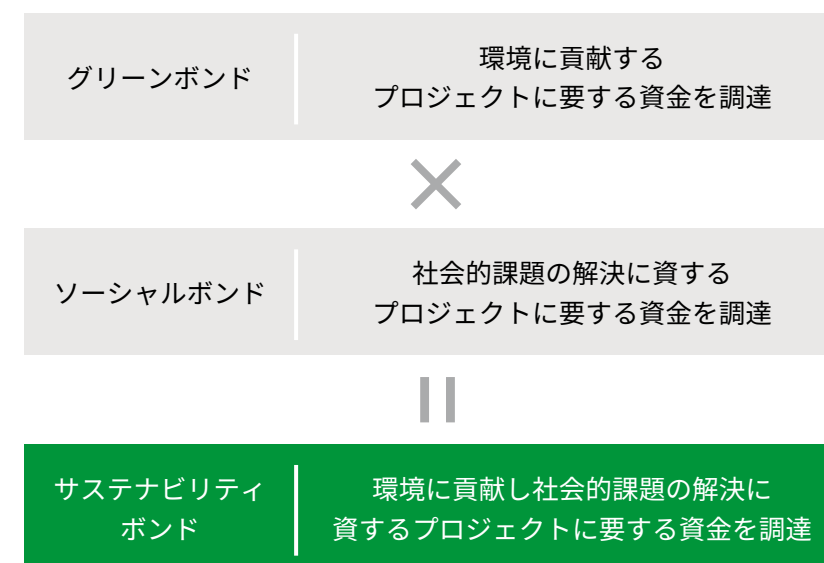 グリーンボンド
環境に貢献する
プロジェクトに要する資金を調達
×
ソーシャルボンド
社会的課題の解決に資する
プロジェクトに要する資金を調達
サステナビリティ
ボンド
環境に貢献し社会的課題の解決に
資するプロジェクトに要する資金を調達